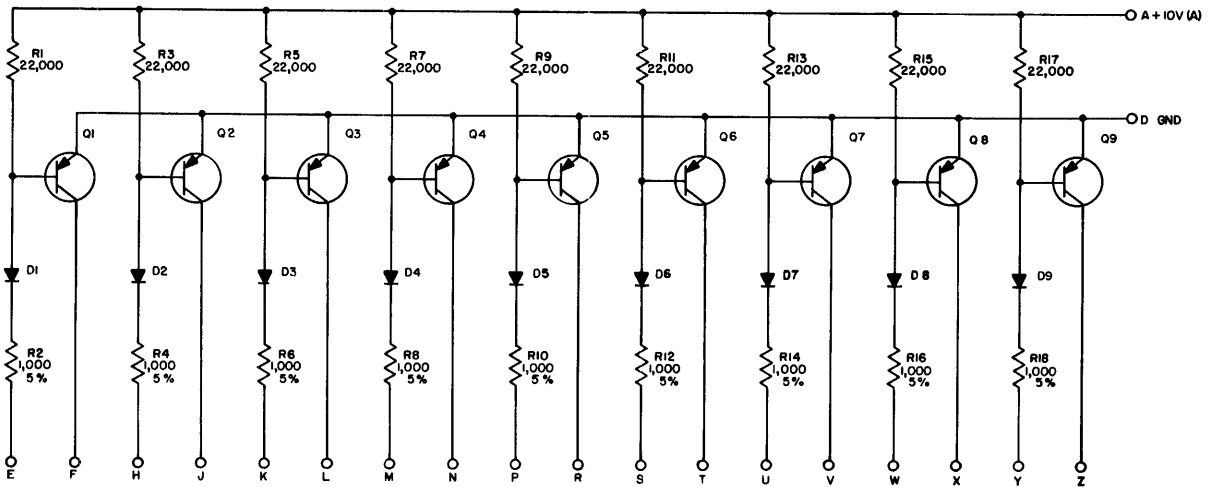 A +10V(A)
R1
22,000
R3
22,000
R5
22,000
R7
22,000
R9
22,000
R11
22,000
R13
22,000
R15
22,000
R17
22,000
D GND
Q1
Q2
Q3
Q4
Q5
Q6
Q7
Q8
Q9
D1
D2
D3
D4
D5
D6
D7
D8
D9
R2
1,000
5%
R4
1,000
5%
R6
1,000
5%
R8
1,000
5%
R10
1,000
5%
R12
1,000
5%
R14
1,000
5%
R16
1,000
5%
R18
1,000
5%
E F H J K L M N P R S T U V W X Y Z